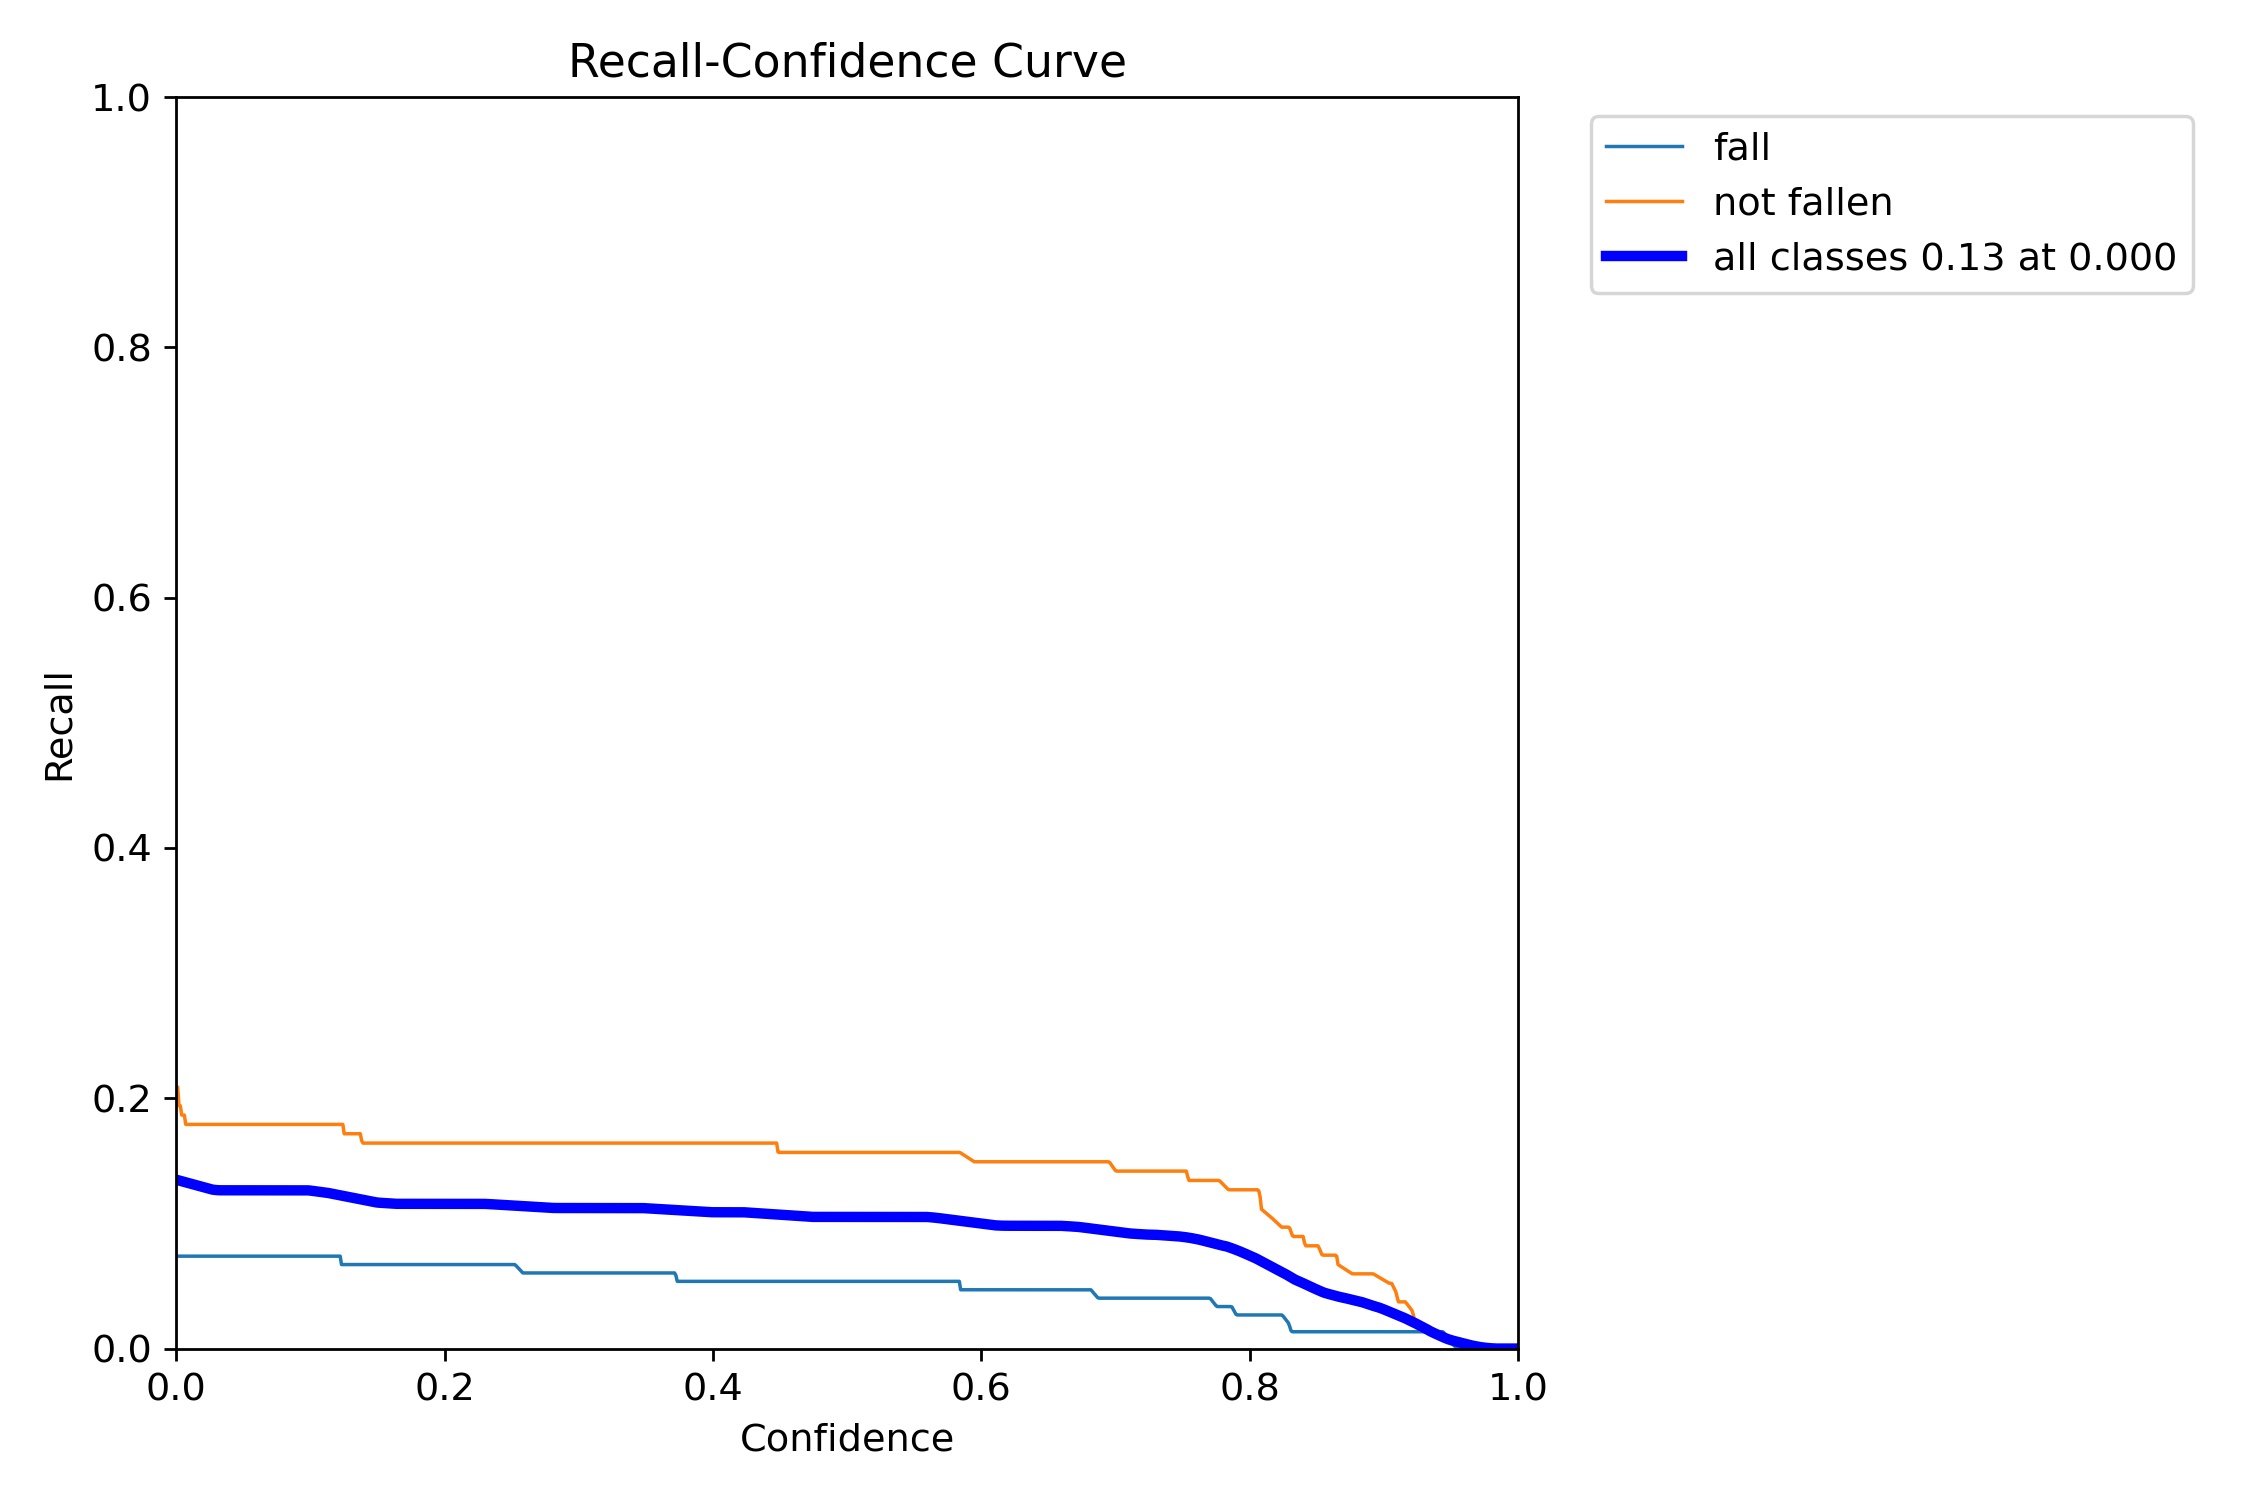 Recall-Confidence Curve
1.0
0.8
0.6
0.4
0.2
0.0
Recall
0.0 0.2 0.4 0.6 0.8 1.0
Confidence
fall
not fallen
all classes 0.13 at 0.000